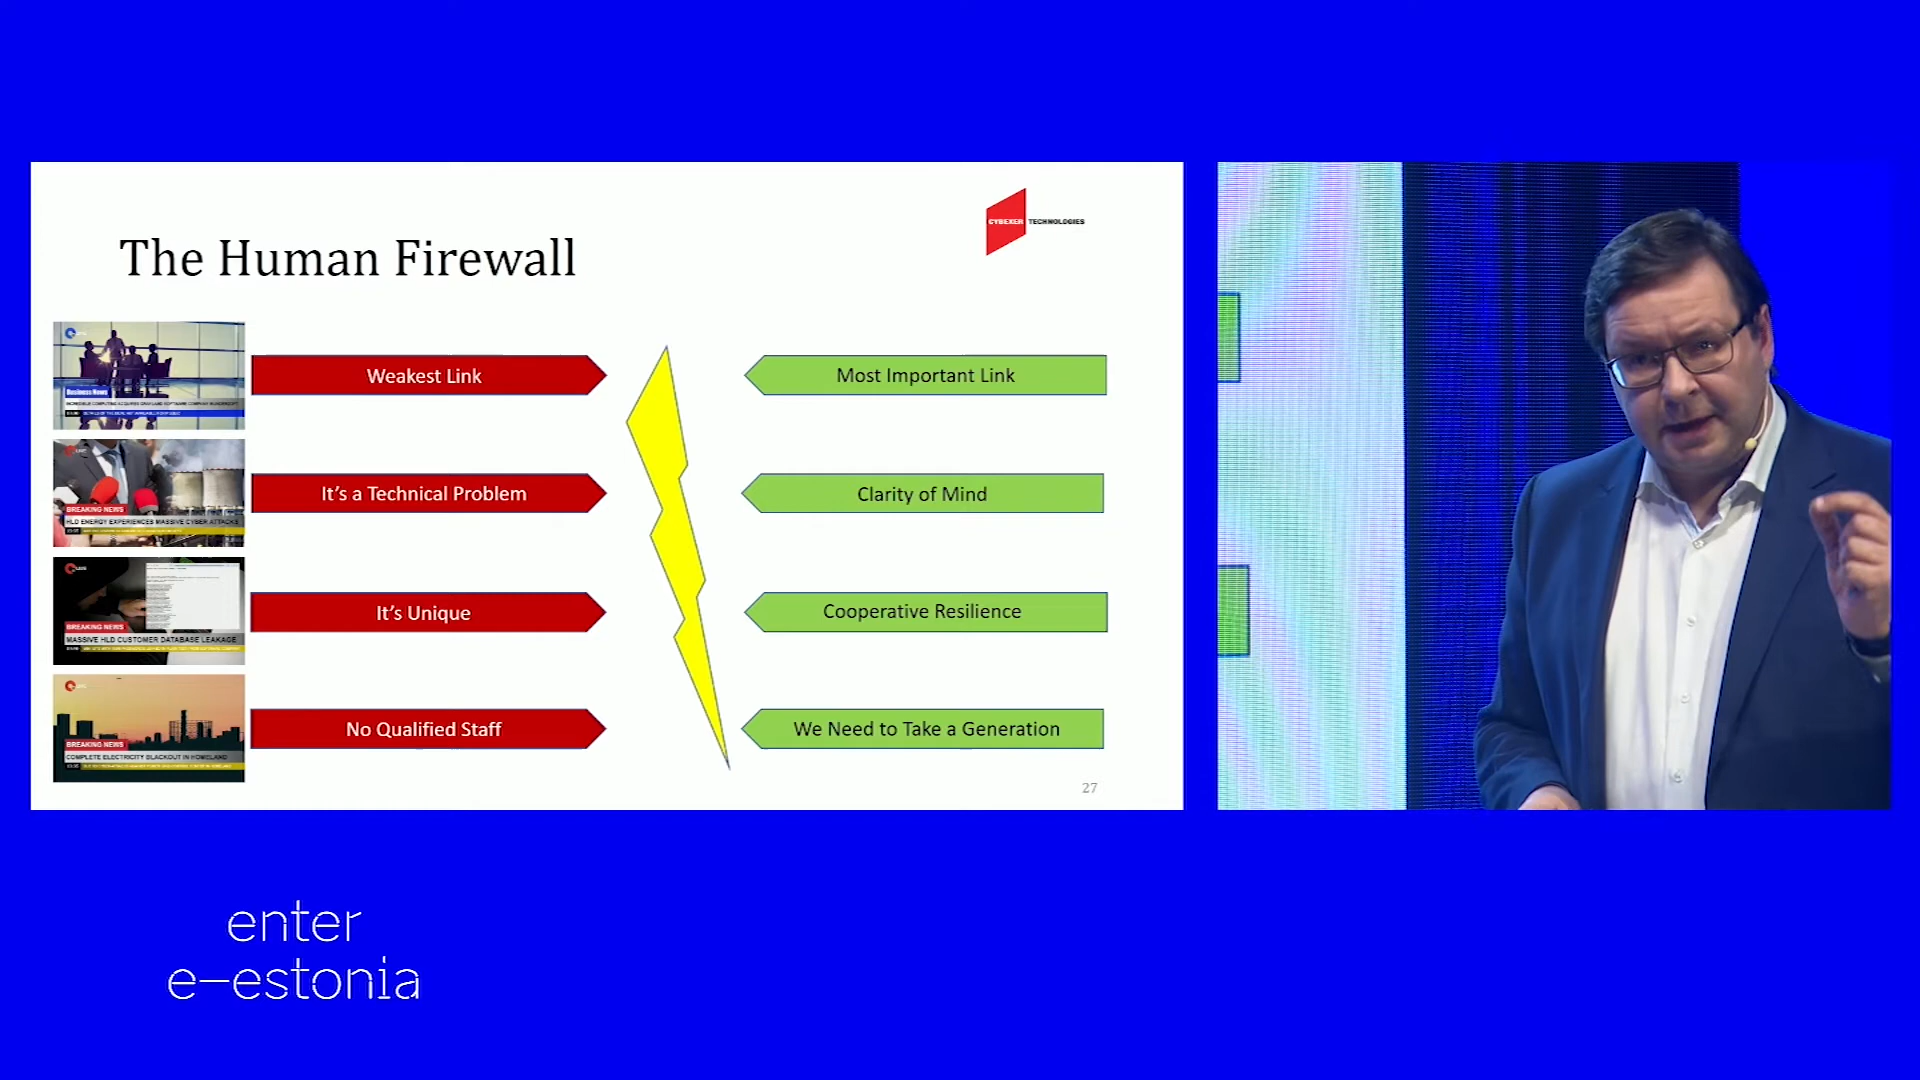 CYBEXER TECHNOLOGIES
The Human Firewall
Business News
Weakest Link
Most Important Link
BREAKING NEWS
HLD ENERGY EXPERIENCES MASSIVE CYBER ATTACKS
It's a Technical Problem
Clarity of Mind
BREAKING NEWS
MASSIVE HLD CUSTOMER DATABASE LEAKAGE
It's Unique
Cooperative Resilience
BREAKING NEWS
COMPLETE ELECTRICITY BLACKOUT IN HOMELAND
No Qualified Staff
We Need to Take a Generation
27
enter
e-estonia